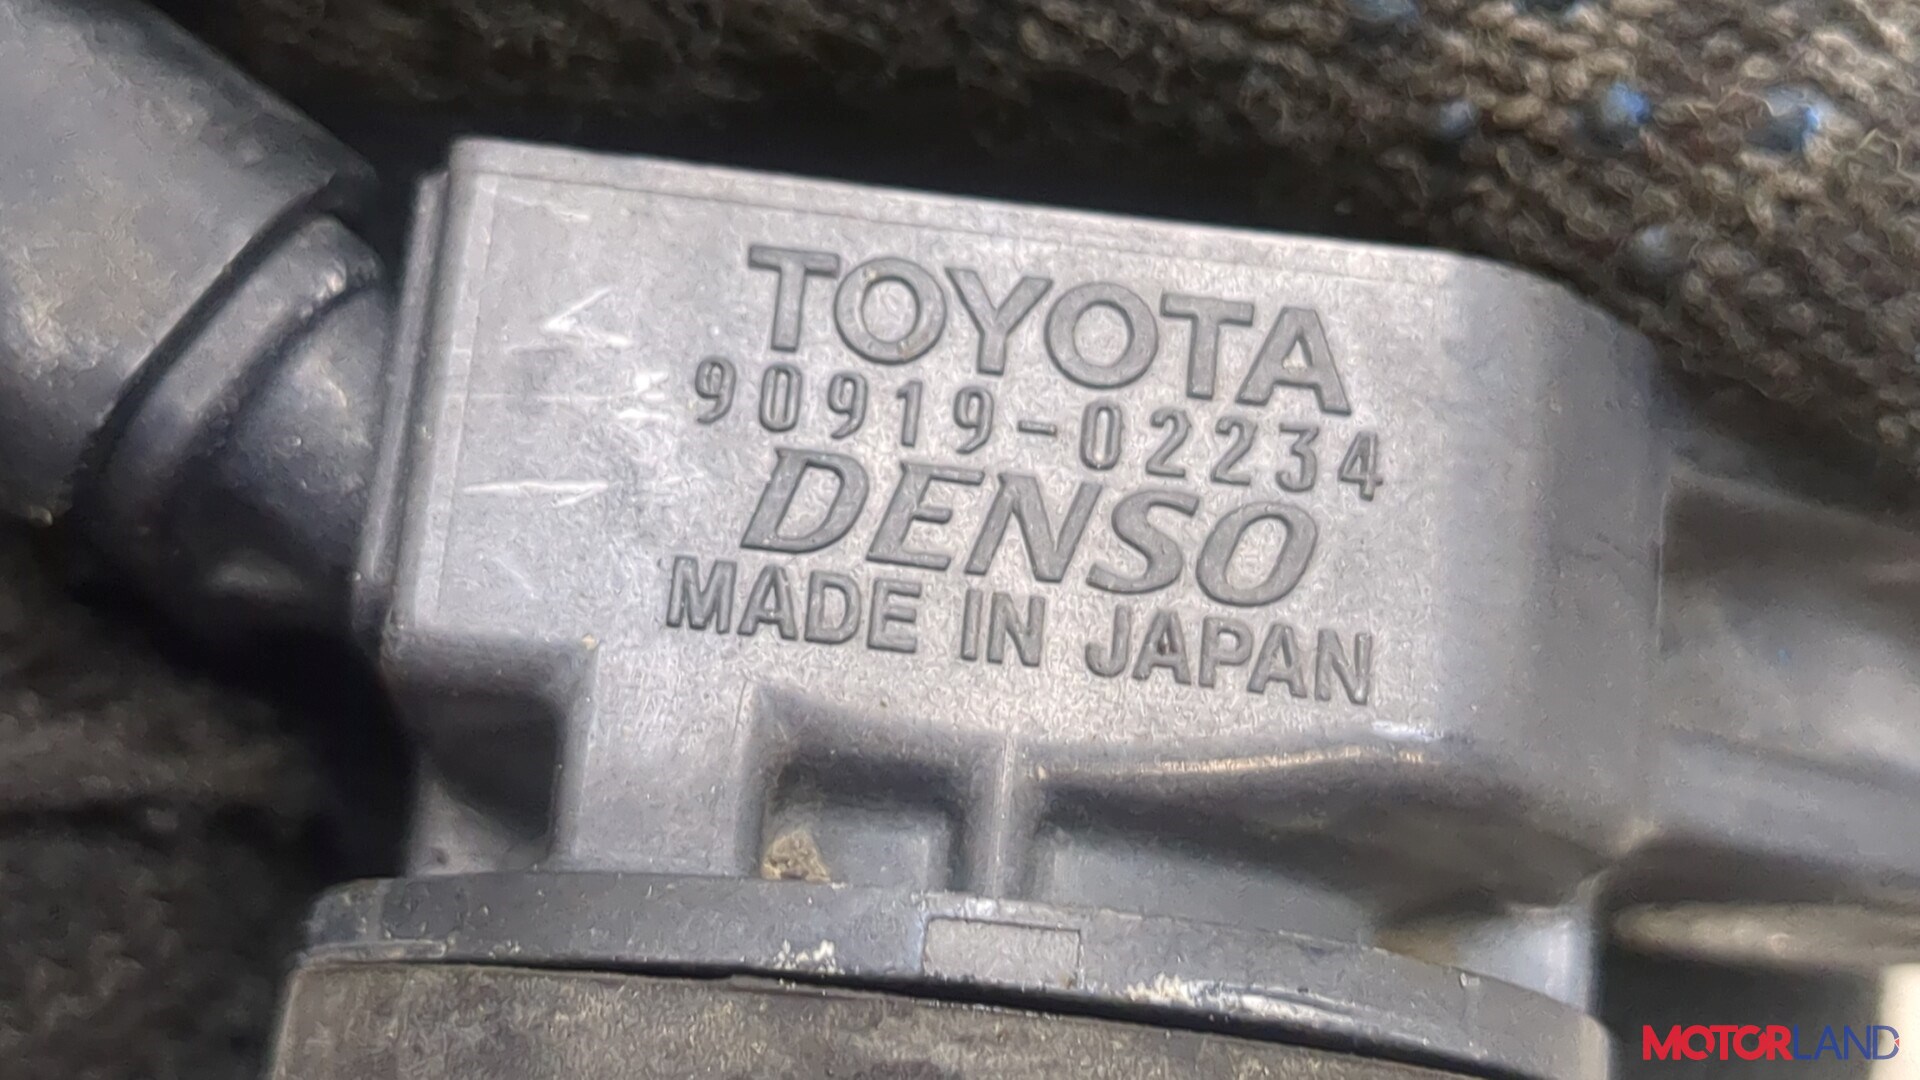 TOYOTA
90919-02234
DENSO
MADE IN JAPAN
MOTORLAND